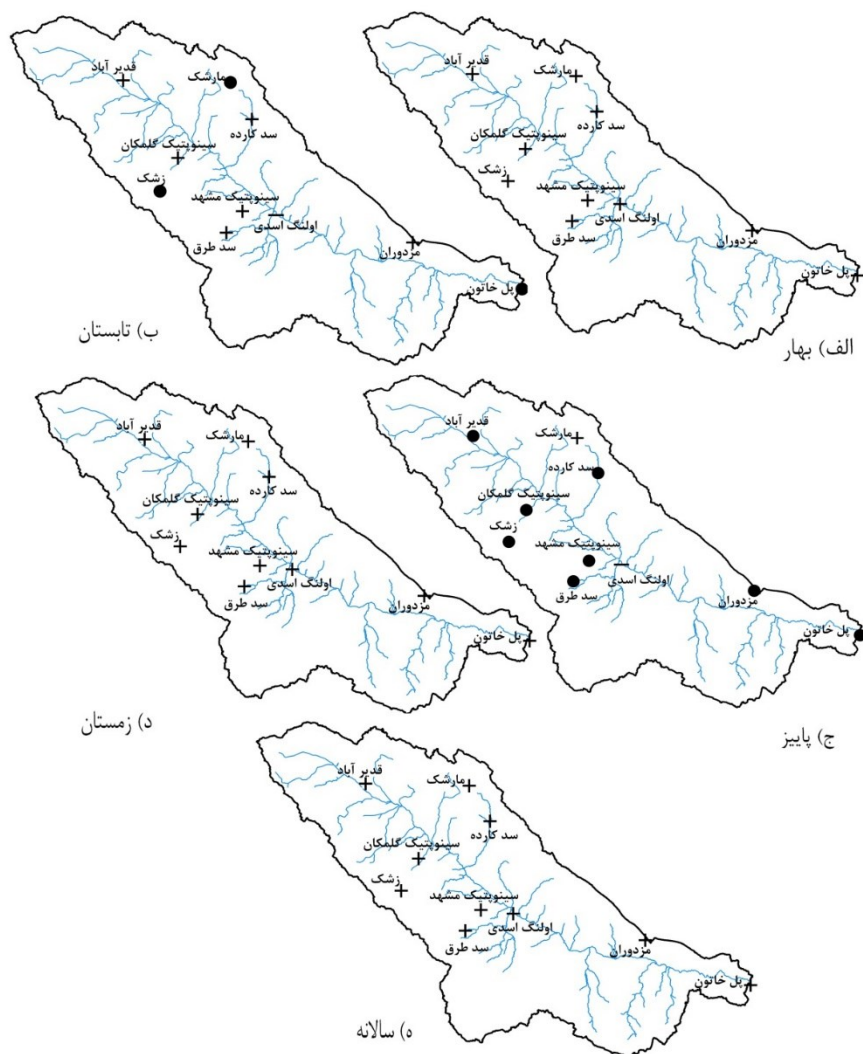 قدیر آباد
مارشک
سد کارده
سینوپتیک گلمکان
زشک
سینوپتیک مشهد
اولنگ اسدی
سد طرق
مزدوران
پل خاتون
الف) بهار
قدیر آباد
مارشک
سد کارده
سینوپتیک گلمکان
زشک
سینوپتیک مشهد
اولنگ اسدی
سد طرق
مزدوران
پل خاتون
ب) تابستان
قدیر آباد
مارشک
سد کارده
سینوپتیک گلمکان
زشک
سینوپتیک مشهد
اولنگ اسدی
سد طرق
مزدوران
پل خاتون
ج) پاییز
قدیر آباد
مارشک
سد کارده
سینوپتیک گلمکان
زشک
سینوپتیک مشهد
اولنگ اسدی
سد طرق
مزدوران
پل خاتون
د) زمستان
قدیر آباد
مارشک
سد کارده
سینوپتیک گلمکان
زشک
سینوپتیک مشهد
اولنگ اسدی
سد طرق
مزدوران
پل خاتون
ه) سالانه